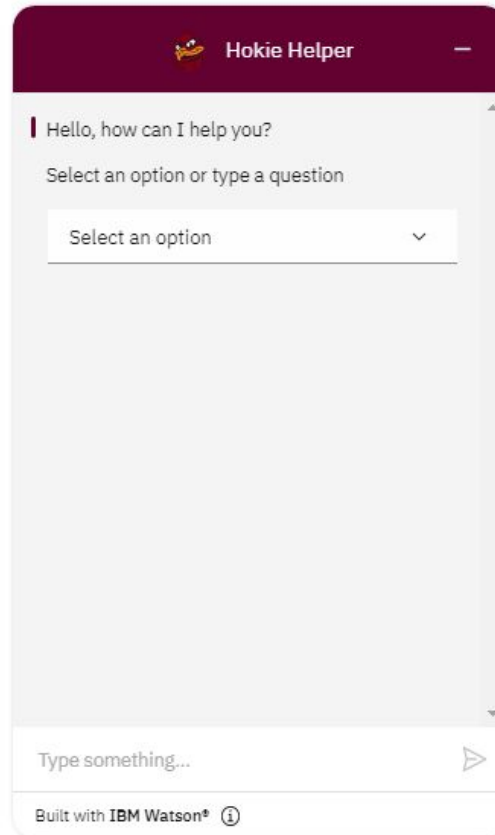 Hokie Helper
Hello, how can I help you?
Select an option or type a question
Select an option
Type something...
Built with IBM Watson®